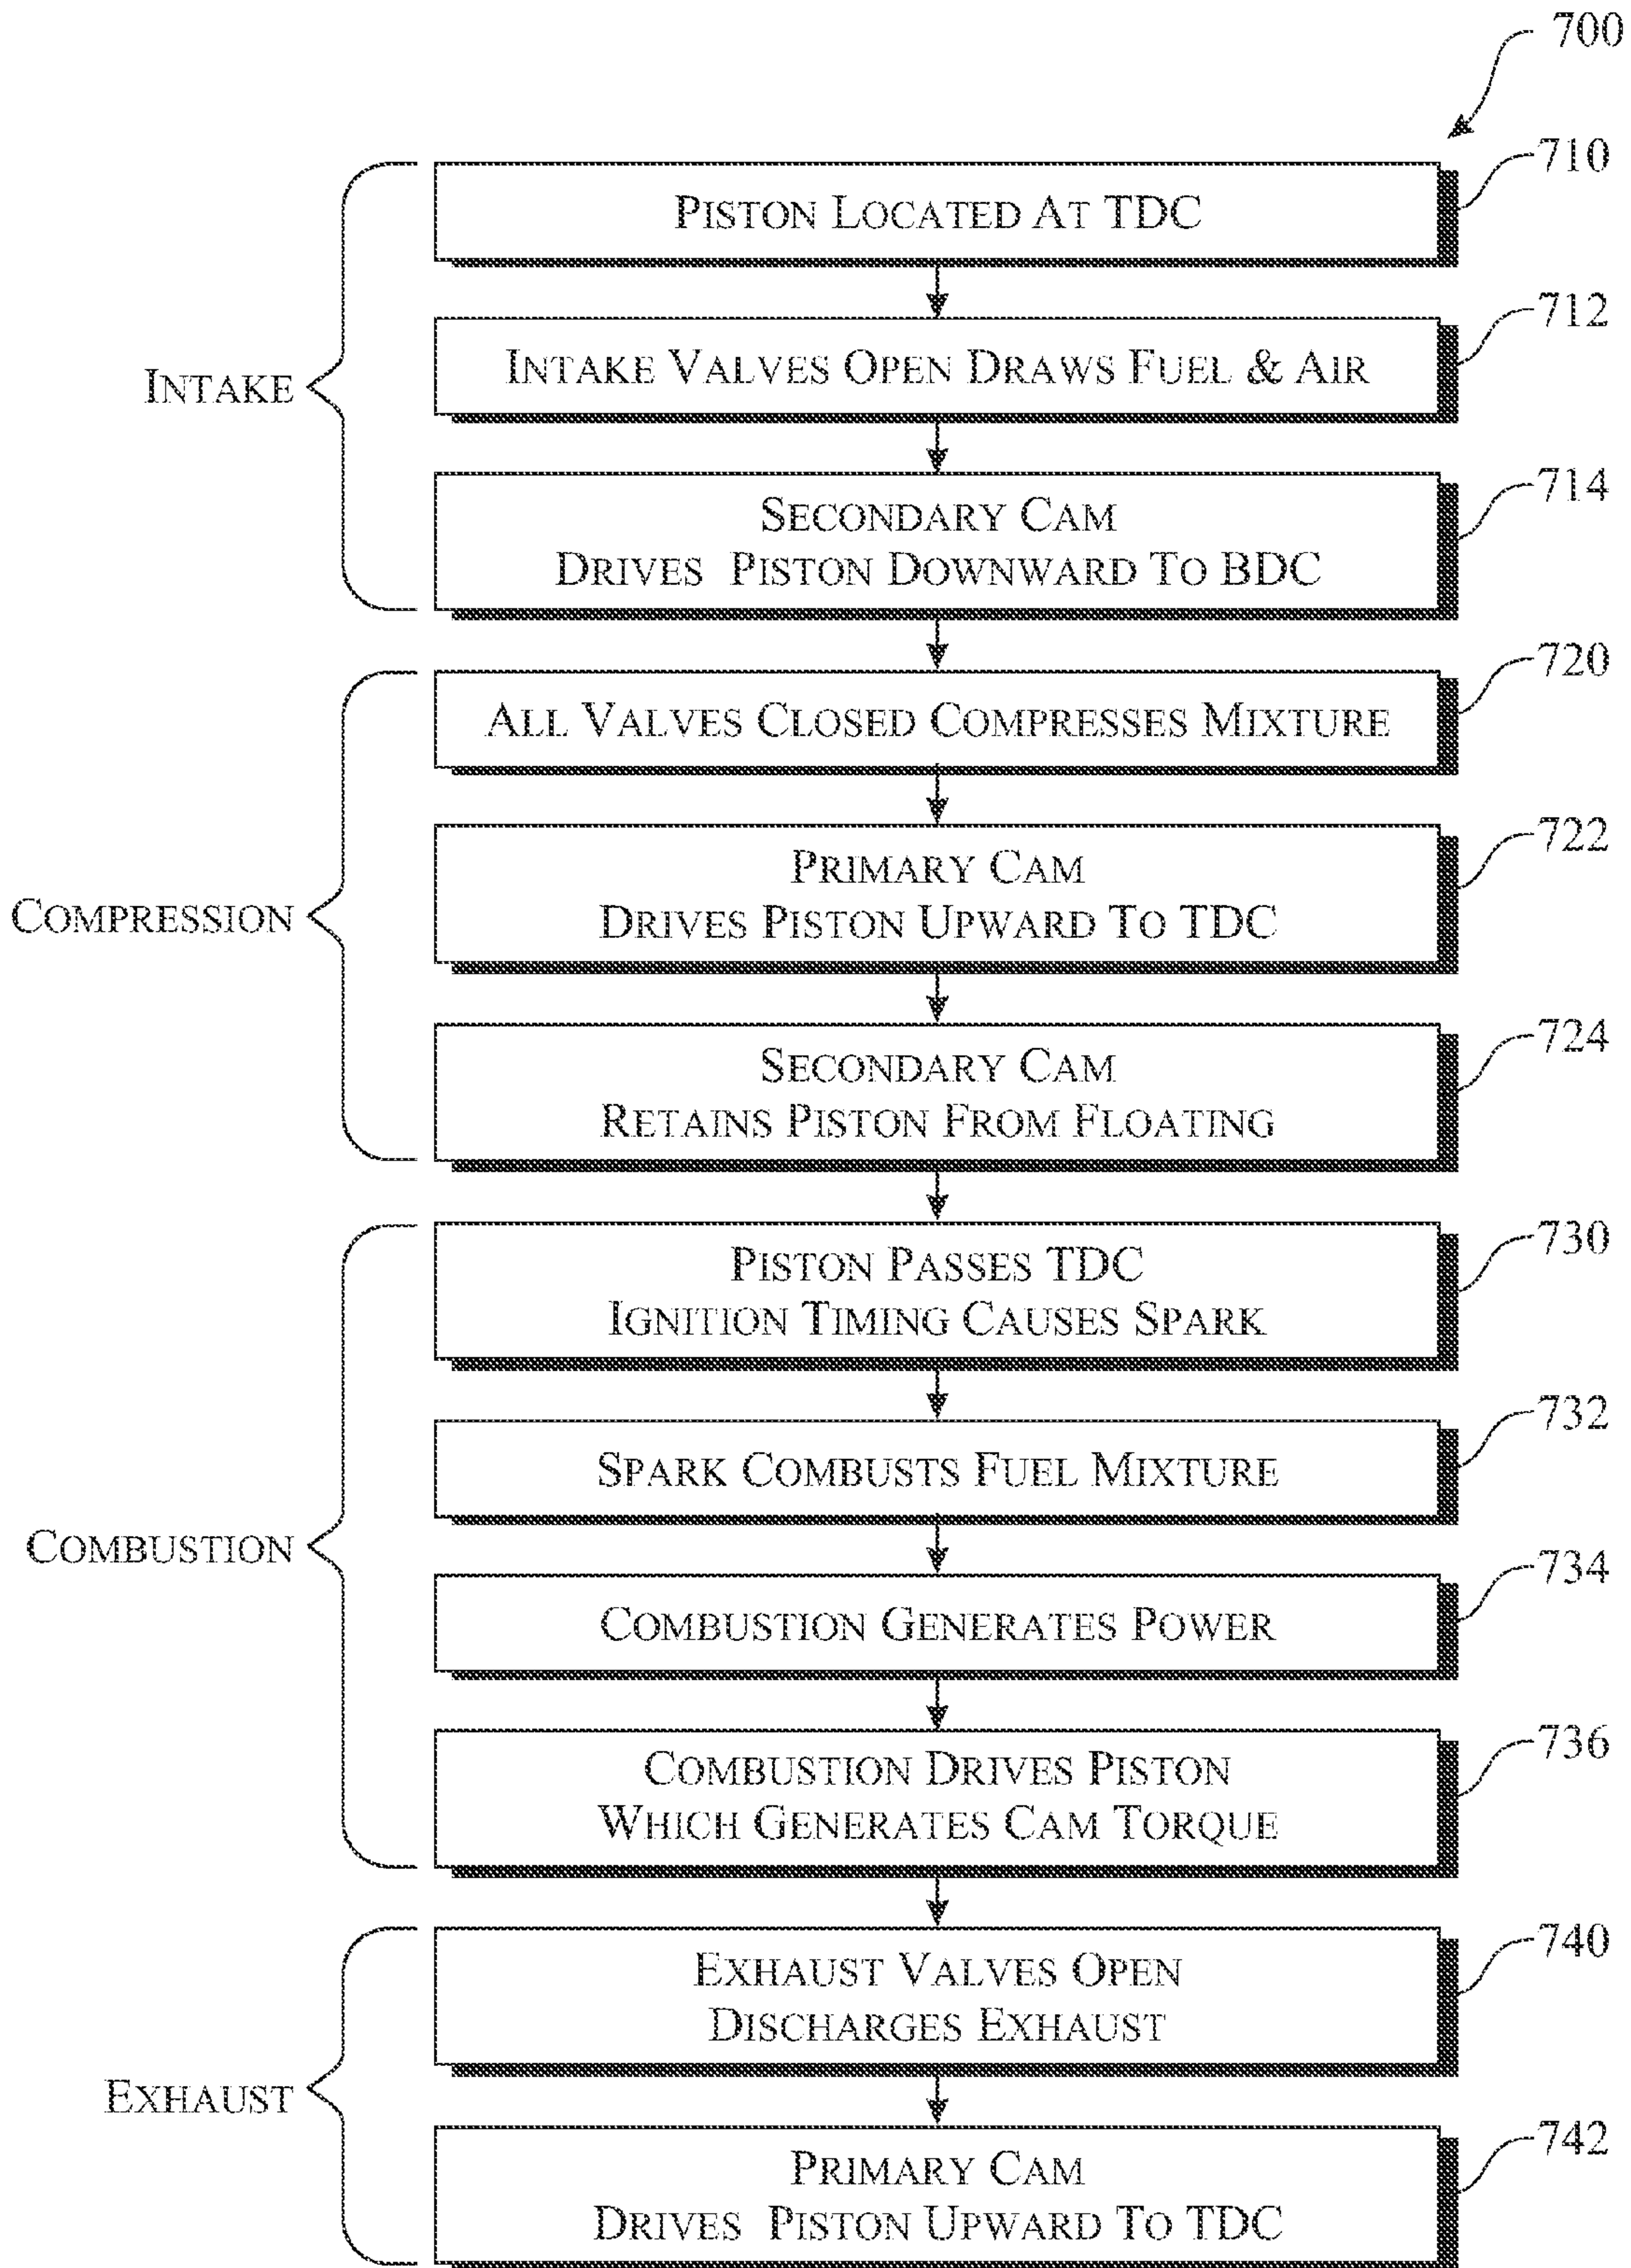 700
710
PISTON LOCATED AT TDC
712
INTAKE VALVES OPEN DRAWS FUEL & AIR
INTAKE
714
SECONDARY CAM
DRIVES PISTON DOWNWARD TO BDC
720
ALL VALVES CLOSED COMPRESSES MIXTURE
722
PRIMARY CAM
DRIVES PISTON UPWARD TO TDC
COMPRESSION
724
SECONDARY CAM
RETAINS PISTON FROM FLOATING
730
PISTON PASSES TDC
IGNITION TIMING CAUSES SPARK
732
SPARK COMBUSTS FUEL MIXTURE
COMBUSTION
734
COMBUSTION GENERATES POWER
736
COMBUSTION DRIVES PISTON
WHICH GENERATES CAM TORQUE
740
EXHAUST VALVES OPEN
DISCHARGES EXHAUST
EXHAUST
742
PRIMARY CAM
DRIVES PISTON UPWARD TO TDC